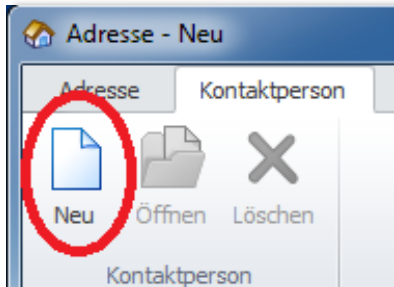 Adresse - Neu
Adresse Kontaktperson
Neu Öffnen Löschen
Kontaktperson